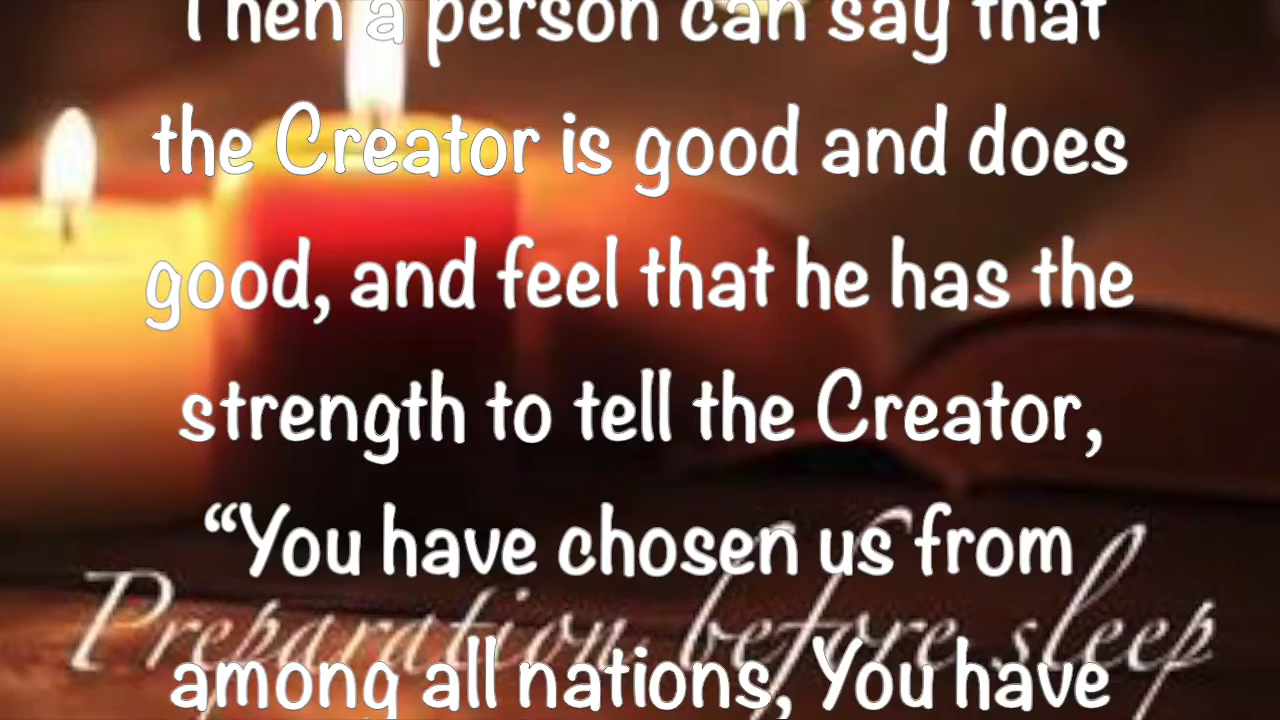 Then a person can say that
the Creator is good and does
good, and feel that he has the
strength to tell the Creator,
“You have chosen us from
Preparation before sleep
among all nations, You have